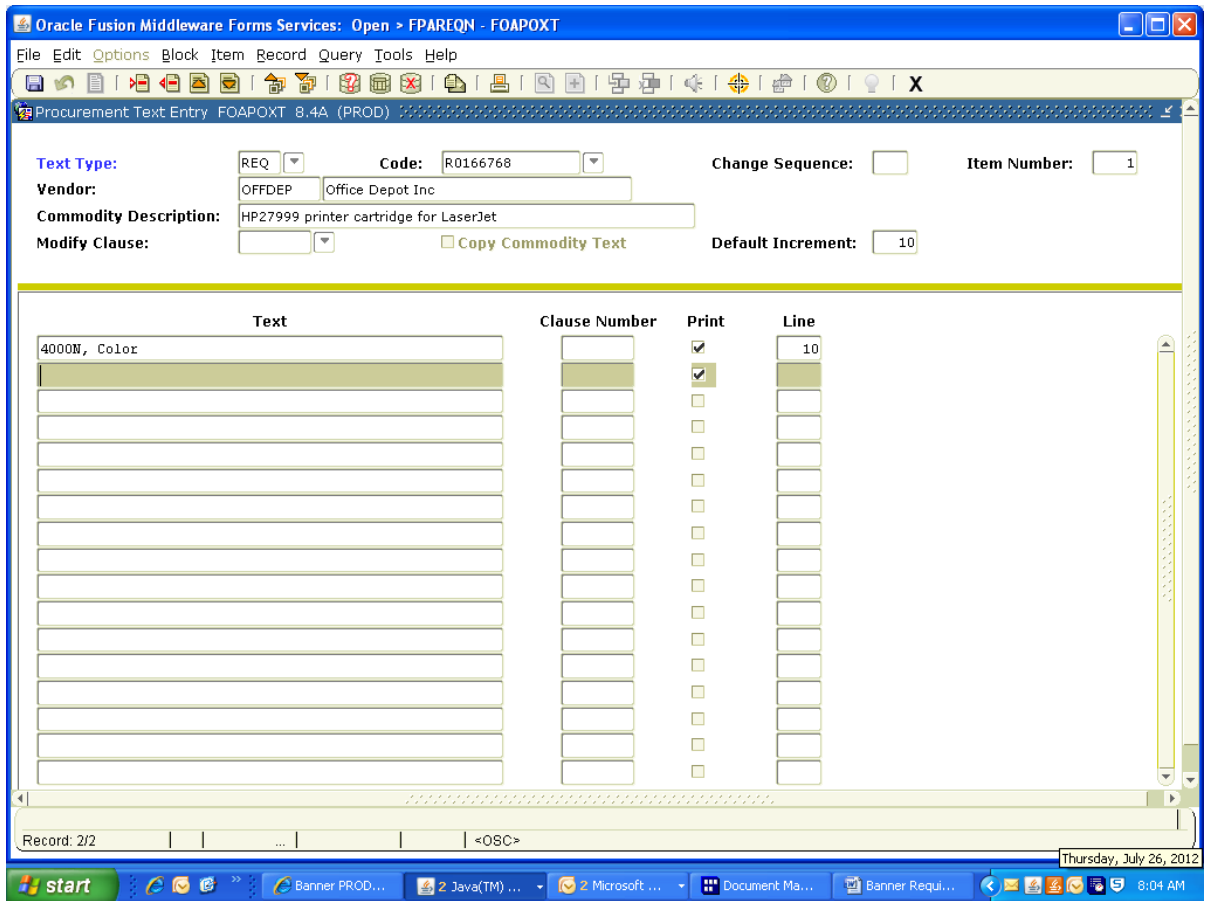 Oracle Fusion Middleware Forms Services: Open > FPAREQN - FOAPOXT
File Edit Options Block Item Record Query Tools Help
X
Procurement Text Entry FOAPOXT 8.4A (PROD)
Text Type: REQ Code: R0166768 Change Sequence: Item Number: 1
Vendor: OFFDEP Office Depot Inc
Commodity Description: HP27999 printer cartridge for LaserJet
Modify Clause: Copy Commodity Text Default Increment: 10
Text Clause Number Print Line
4000N, Color 10
Record: 2/2 ... <OSC>
Thursday, July 26, 2012
start » Banner PROD... 2 Java(TM) ... 2 Microsoft ... Document Ma... Banner Requi... 8:04 AM